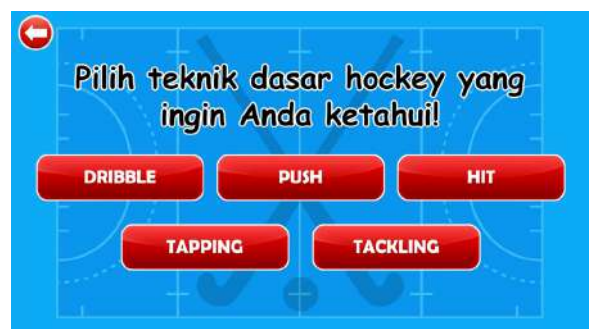 Pilih teknik dasar hockey yang
ingin Anda ketahui!
DRIBBLE PUSH HIT
TAPPING TACKLING